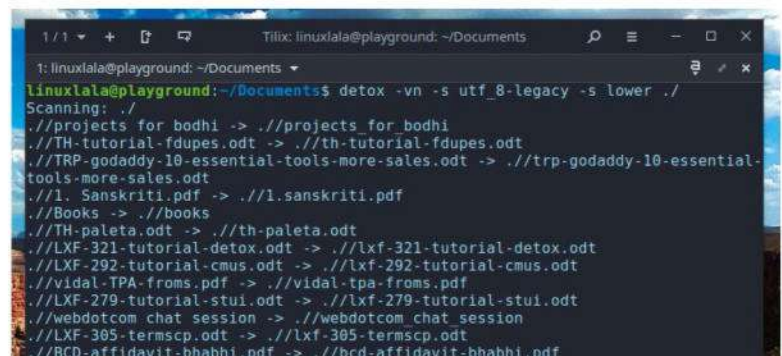 1/1 Tilix: linuxlala@playground: ~/Documents
1: linuxlala@playground: ~/Documents
linuxlala@playground:~/Documents$ detox -vn -s utf_8-legacy -s lower ./
Scanning: ./
.//projects for bodhi -> .//projects_for_bodhi
.//TH-tutorial-fdupes.odt -> .//th-tutorial-fdupes.odt
.//TRP-godaddy-10-essential-tools-more-sales.odt -> .//trp-godaddy-10-essential-
tools-more-sales.odt
.//1. Sanskriti.pdf -> .//1.sanskriti.pdf
.//Books -> .//books
.//TH-paleta.odt -> .//th-paleta.odt
.//LXF-321-tutorial-detox.odt -> .//lxf-321-tutorial-detox.odt
.//LXF-292-tutorial-cmus.odt -> .//lxf-292-tutorial-cmus.odt
.//vidal-TPA-froms.pdf -> .//vidal-tpa-froms.pdf
.//LXF-279-tutorial-stui.odt -> .//lxf-279-tutorial-stui.odt
.//webdotcom chat session -> .//webdotcom_chat_session
.//LXF-305-termscp.odt -> .//lxf-305-termscp.odt
.//BCD-affidavit-bhabhi.pdf -> .//bcd-affidavit-bhabhi.pdf